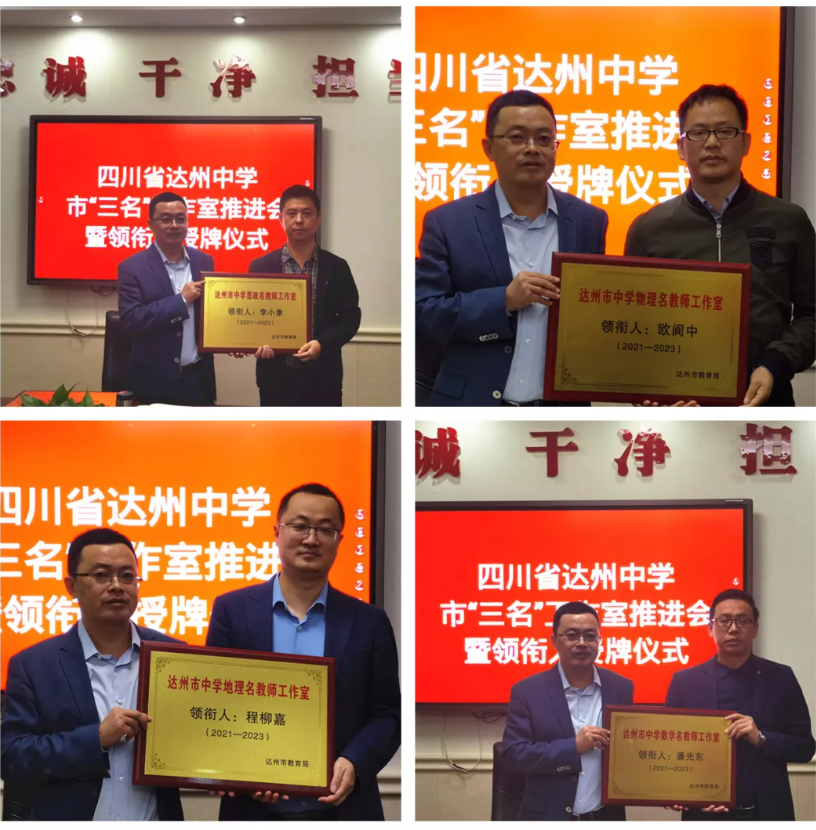 忠诚 干净 担当
四川省达州中学
市“三名”工作室推进会
暨领衔人授牌仪式
达州市中学思政名教师工作室
领衔人：李小康
（2021—2023）
达州市教育局
四川省达州中学
三名”工作室推进
领衔人授牌仪式
达州市中学物理名教师工作室
领衔人：欧阆中
（2021—2023）
达州市教育局
四川省达州中学
三名”工作室推进
暨领衔人授牌仪
达州市中学地理名教师工作室
领衔人：程柳嘉
（2021—2023）
达州市教育局
诚 干净 担
四川省达州中学
市“三名”工作室推进会
暨领衔人授牌仪式
达州市中学数学名教师工作室
领衔人：潘光东
（2021—2023）
达州市教育局